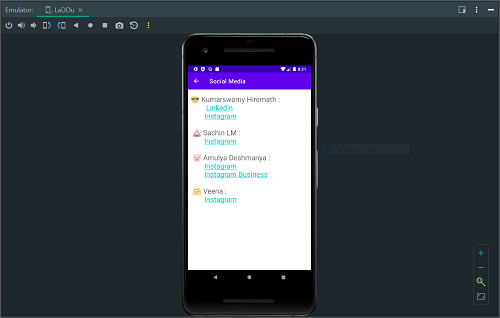 Emulator: LaDDu
8:21
Social Media
Kumarswamy Hiremath :
Linkedin
Instagram
Sachin LM :
Instagram
Amulya Deshmanya :
Instagram
Instagram Business
Veena :
Instagram